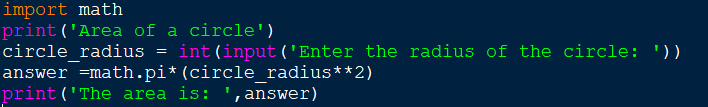 import math
print('Area of a circle')
circle_radius = int(input('Enter the radius of the circle: '))
answer =math.pi*(circle_radius**2)
print('The area is: ',answer)